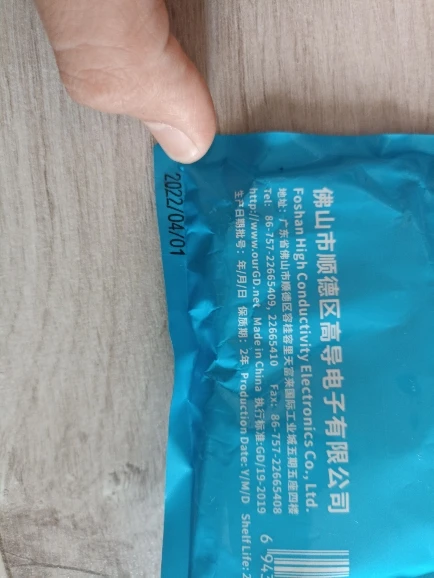 佛山市顺德区高导电子有限公司
Foshan High Conductivity Electronics Co., Ltd
地址：广东省佛山市顺德区容桂容里天富来国际工业城五期五座四楼
Tel：86-757-22665409, 22665410 Fax：86-757-22665408
http://www.ourGD.net Made in China 执行标准:GD/19-2019
生产日期批号：年/月/日 保质期：2年 Production Date:Y/M/D Shelf Life:
2022/04/01
6